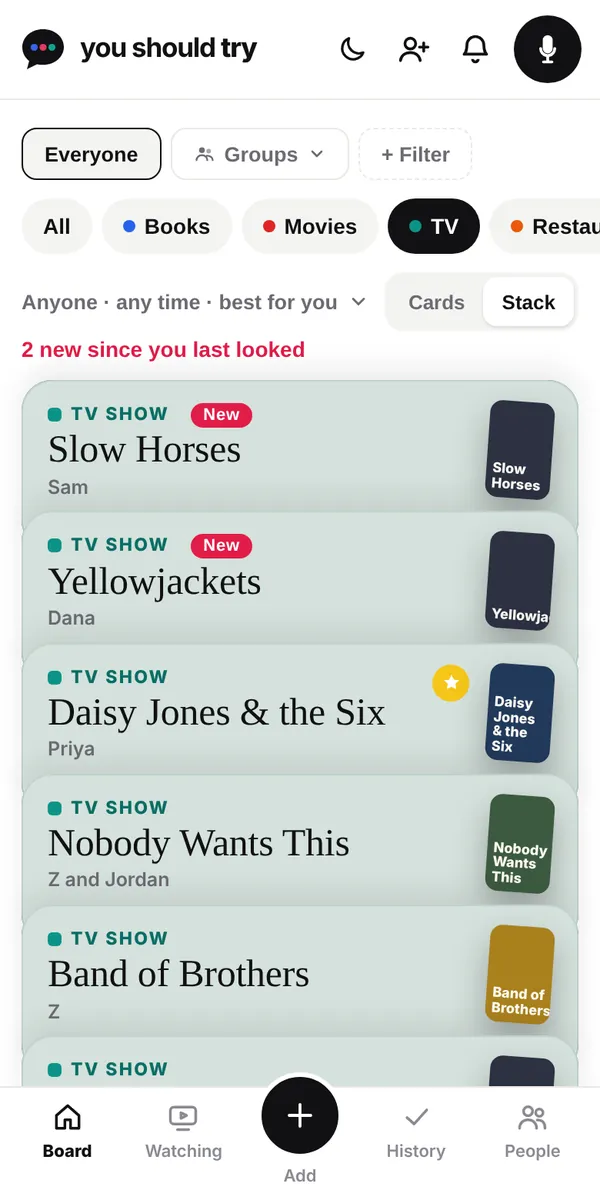 you should try
Everyone
Groups
+ Filter
All
Books
Movies
TV
Restau
Anyone · any time · best for you
Cards
Stack
2 new since you last looked
TV SHOW
New
Slow Horses
Sam
Slow
Horses
TV SHOW
New
Yellowjackets
Dana
Yellowja
TV SHOW
Daisy Jones & the Six
Priya
Daisy
Jones
& the
Six
TV SHOW
Nobody Wants This
Z and Jordan
Nobody
Wants
This
TV SHOW
Band of Brothers
Z
Band of
Brothers
TV SHOW
Board
Watching
Add
History
People